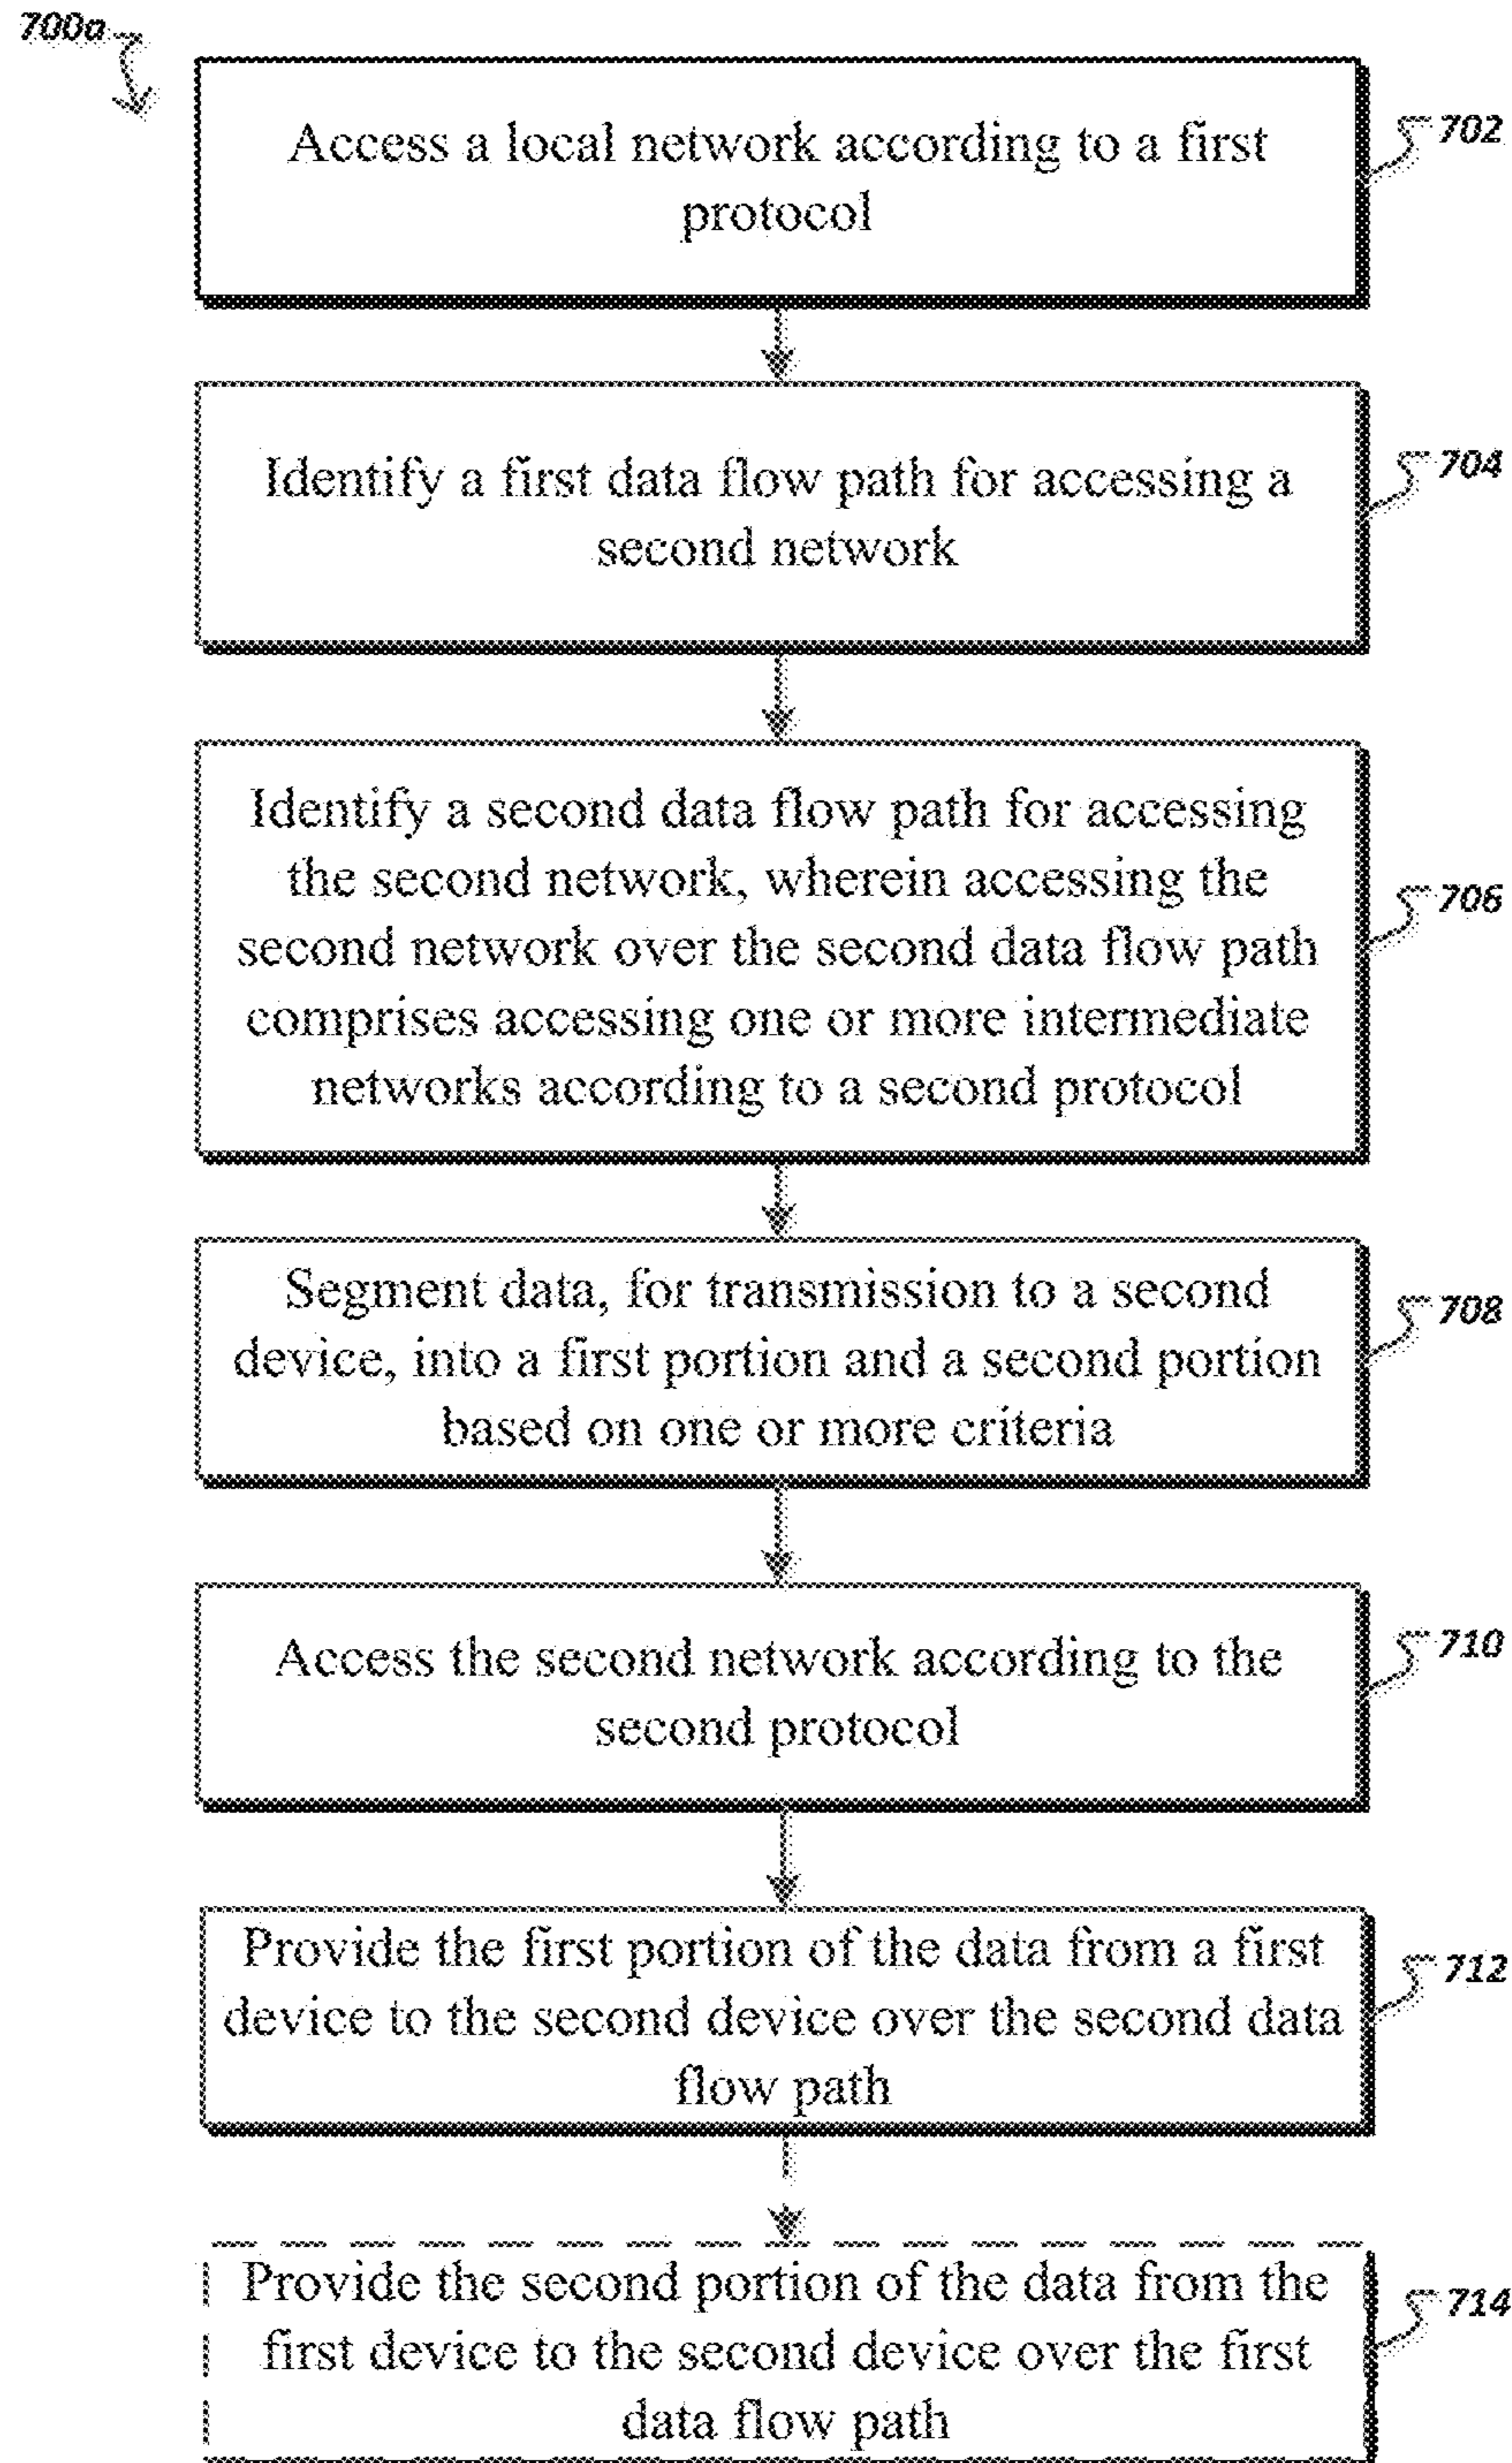 700a
Access a local network according to a first
protocol
702
Identify a first data flow path for accessing a
second network
704
Identify a second data flow path for accessing
the second network, wherein accessing the
second network over the second data flow path
comprises accessing one or more intermediate
networks according to a second protocol
706
Segment data, for transmission to a second
device, into a first portion and a second portion
based on one or more criteria
708
Access the second network according to the
second protocol
710
Provide the first portion of the data from a first
device to the second device over the second data
flow path
712
Provide the second portion of the data from the
first device to the second device over the first
data flow path
714